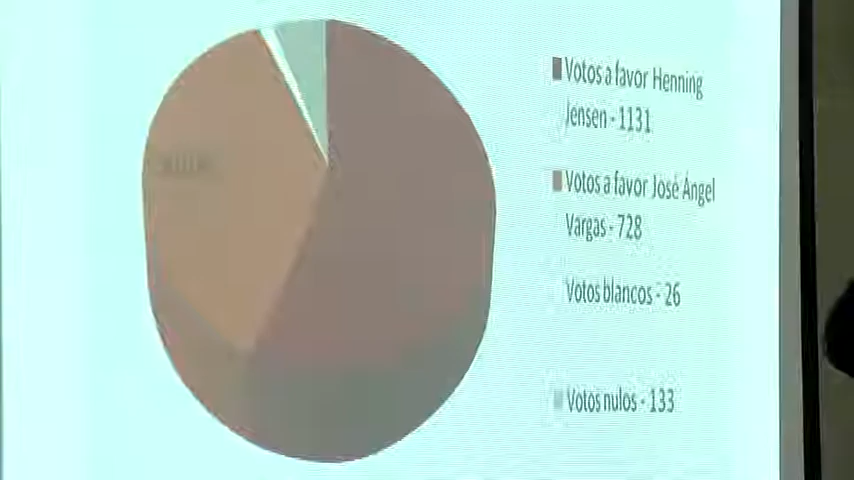 Votos a favor Henning
Jensen - 1131
Votos a favor José Ángel
Vargas - 728
Votos blancos - 26
Votos nulos - 133